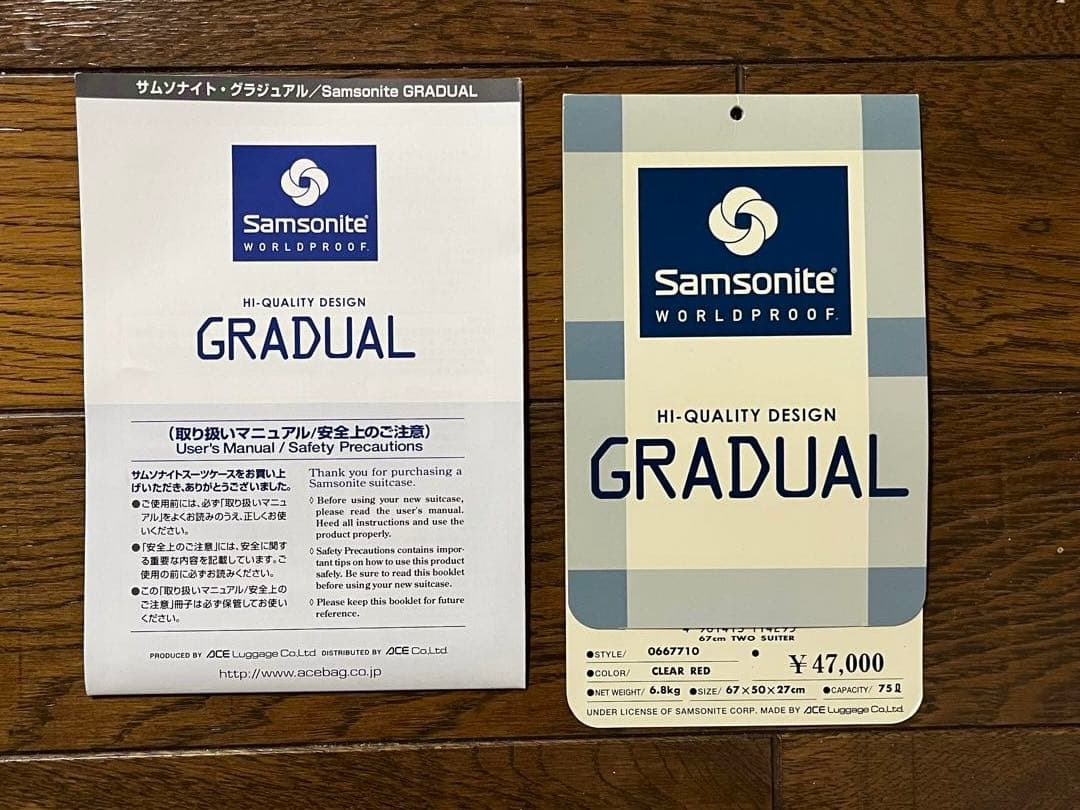 サムソナイト・グラジュアル／Samsonite GRADUAL
Samsonite®
WORLDPROOF.
HI-QUALITY DESIGN
GRADUAL
（取り扱いマニュアル/安全上のご注意）
User's Manual / Safety Precautions
サムソナイトスーツケースをお買い上
げいただき、ありがとうございました。
●ご使用前には、必ず「取り扱いマニュ
アル」をよくお読みのうえ、正しくお使
いください。
●「安全上のご注意」には、安全に関す
る重要な内容を記載しています。ご
使用の前に必ずお読みください。
●この「取り扱いマニュアル/安全上の
ご注意」冊子は必ず保管してお使い
ください。
Thank you for purchasing a
Samsonite suitcase.
◊ Before using your new suitcase,
please read the user's manual.
Heed all instructions and use the
product properly.
◊ Safety Precautions contains impor-
tant tips on how to use this product
safely. Be sure to read this booklet
before using your new suitcase.
◊ Please keep this booklet for future
reference.
PRODUCED BY ACE Luggage Co.,Ltd. DISTRIBUTED BY ACE Co.,Ltd.
http://www.acebag.co.jp
Samsonite®
WORLDPROOF.
HI-QUALITY DESIGN
GRADUAL
67cm TWO SUITER
●STYLE/ 0667710
●COLOR/ CLEAR RED
● ￥47,000
●NET WEIGHT/ 6.8kg ●SIZE/ 67×50×27cm ●CAPACITY/ 75ℓ
UNDER LICENSE OF SAMSONITE CORP. MADE BY ACE Luggage Co.,Ltd.